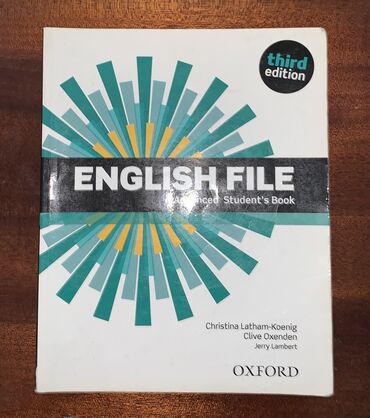 third
edition
ENGLISH FILE
Advanced Student's Book
Christina Latham-Koenig
Clive Oxenden
Jerry Lambert
OXFORD